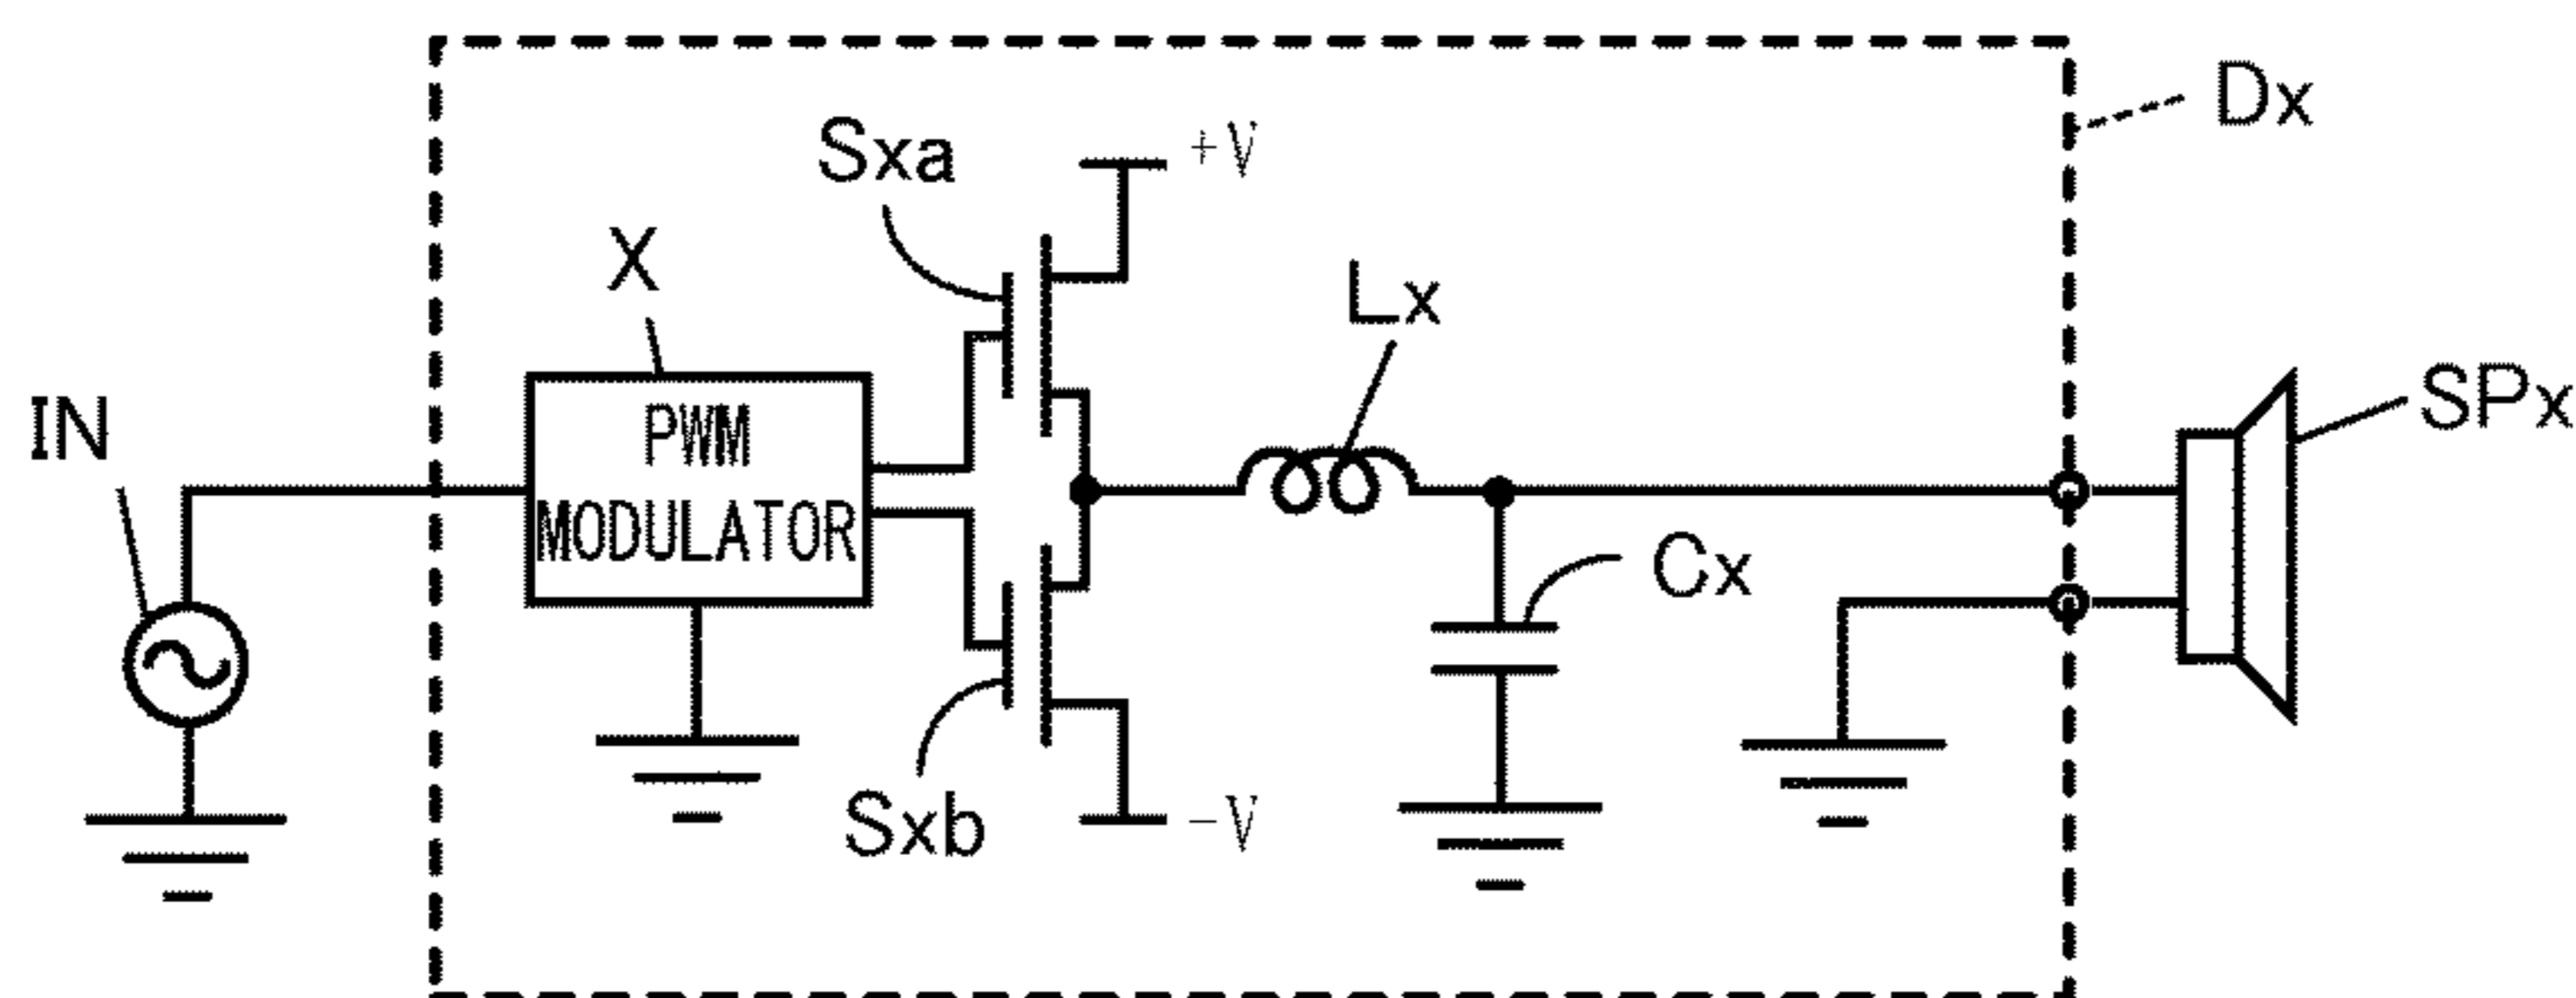 Dx
Sxa
+V
X
Lx
IN
PWM
MODULATOR
SPx
Cx
Sxb
−V